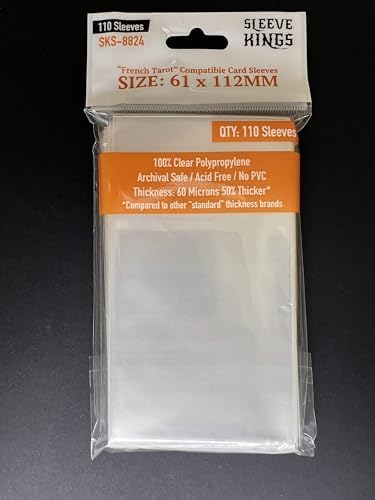 110 Sleeves
SKS-8824
SLEEVE
KINGS
"French Tarot" Compatible Card Sleeves
SIZE: 61 x 112MM
QTY: 110 Sleeves
100% Clear Polypropylene
Archival Safe / Acid Free / No PVC
Thickness: 60 Microns 50% Thicker*
*Compared to other "standard" thickness brands